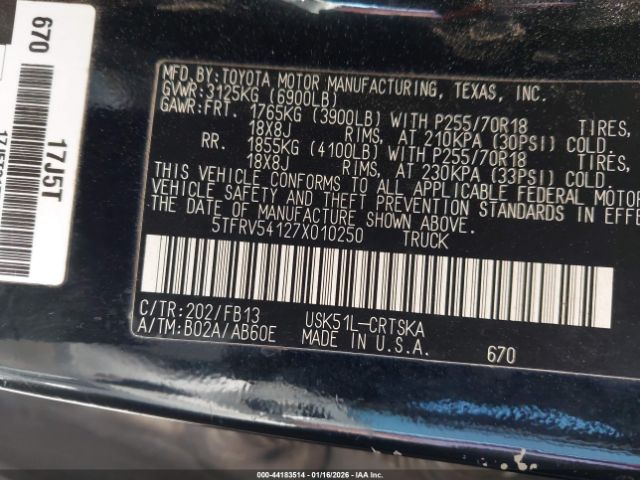 670
17J5T
MFD.BY:TOYOTA MOTOR MANUFACTURING, TEXAS, INC.
GVWR:3125KG (6900LB)
GAWR:FRT. 1765KG (3900LB) WITH P255/70R18 TIRES,
18X8J RIMS, AT 210KPA (30PSI) COLD.
RR. 1855KG (4100LB) WITH P255/70R18 TIRES,
18X8J RIMS, AT 230KPA (33PSI) COLD.
THIS VEHICLE CONFORMS TO ALL APPLICABLE FEDERAL MOTOR
VEHICLE SAFETY AND THEFT PREVENTION STANDARDS IN EFFE
THE DATE OF MANUFACTURE SHOWN ABOVE.
5TFRV54127X010250 TRUCK
C/TR:202/FB13 USK51L-CRTSKA
A/TM:B02A/AB60E MADE IN U.S.A. 670
000-44183514 - 01/16/2026 - IAA Inc.